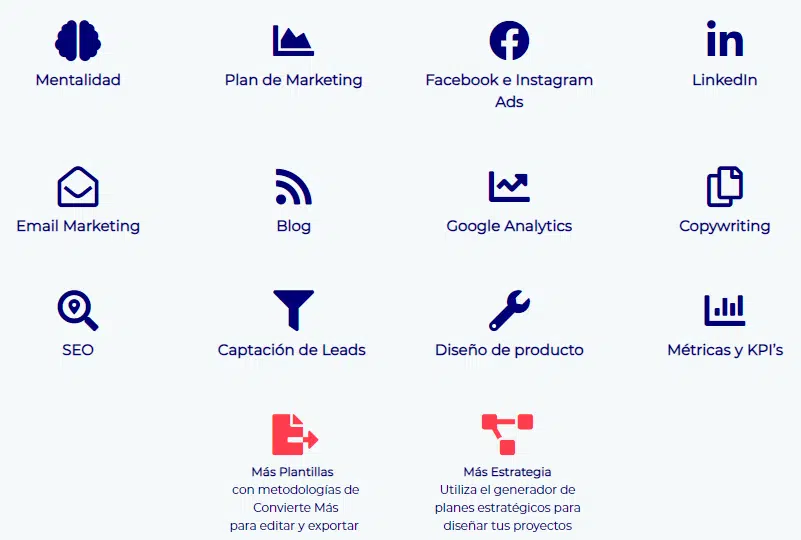 Mentalidad
Plan de Marketing
Facebook e Instagram
Ads
LinkedIn
Email Marketing
Blog
Google Analytics
Copywriting
SEO
Captación de Leads
Diseño de producto
Métricas y KPI's
Más Plantillas
con metodologías de
Convierte Más
para editar y exportar
Más Estrategia
Utiliza el generador de
planes estratégicos para
diseñar tus proyectos